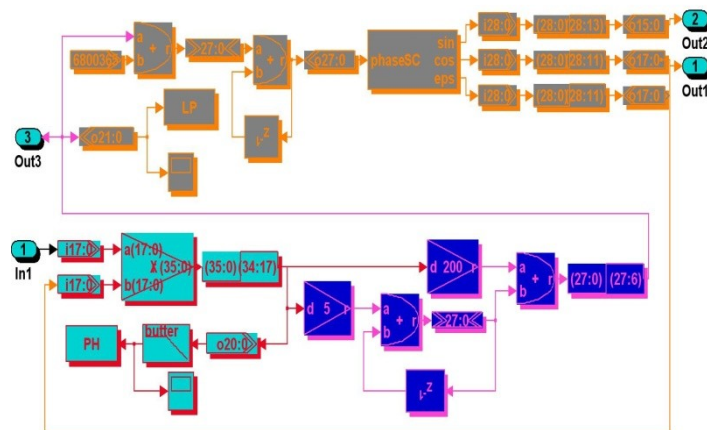 a
+
r
b
6800363
27:0
a
+
r
b
o27:0
phaseSC
sin
cos
eps
i28:0
(28:0)
(28:13)
o15:0
2
Out2
i28:0
(28:0)
(28:11)
o17:0
1
Out1
i28:0
(28:0)
(28:11)
o17:0
LP
z-1
3
Out3
o21:0
1
In1
i17:0
a(17:0)
X
(35:0)
b(17:0)
i17:0
(35:0)
(34:17)
d
200
r
a
+
r
b
(27:0)
(27:6)
d
5
r
a
+
r
b
27:0
z-1
PH
butter
o20:0